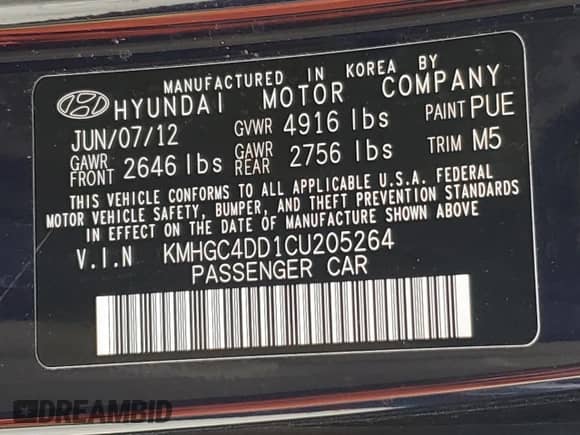 MANUFACTURED IN KOREA BY
HYUNDAI MOTOR COMPANY
JUN/07/12 GVWR 4916 lbs PAINT PUE
GAWR FRONT 2646 lbs GAWR REAR 2756 lbs TRIM M5
THIS VEHICLE CONFORMS TO ALL APPLICABLE U.S.A. FEDERAL
MOTOR VEHICLE SAFETY, BUMPER, AND THEFT PREVENTION STANDARDS
IN EFFECT ON THE DATE OF MANUFACTURE SHOWN ABOVE
V.I.N KMHGC4DD1CU205264
PASSENGER CAR
DREAMBID